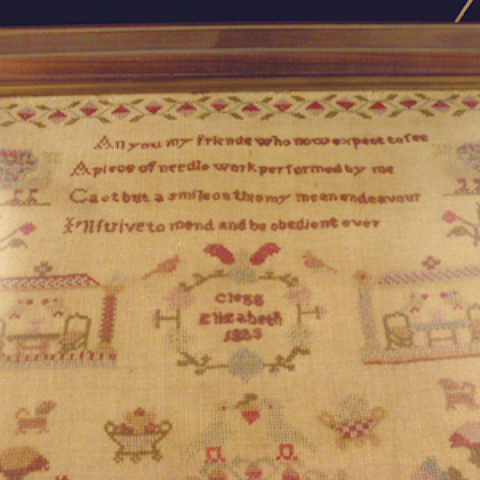 All you my friends who now expect to see
A piece of needle work performed by me
Cast but a smile on this my mean endeavour
I'll strive to mend and be obedient ever
Clegg
Elizabeth